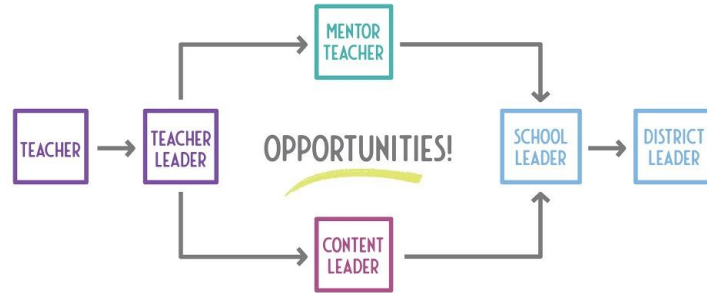 TEACHER
TEACHER
LEADER
MENTOR
TEACHER
OPPORTUNITIES!
CONTENT
LEADER
SCHOOL
LEADER
DISTRICT
LEADER